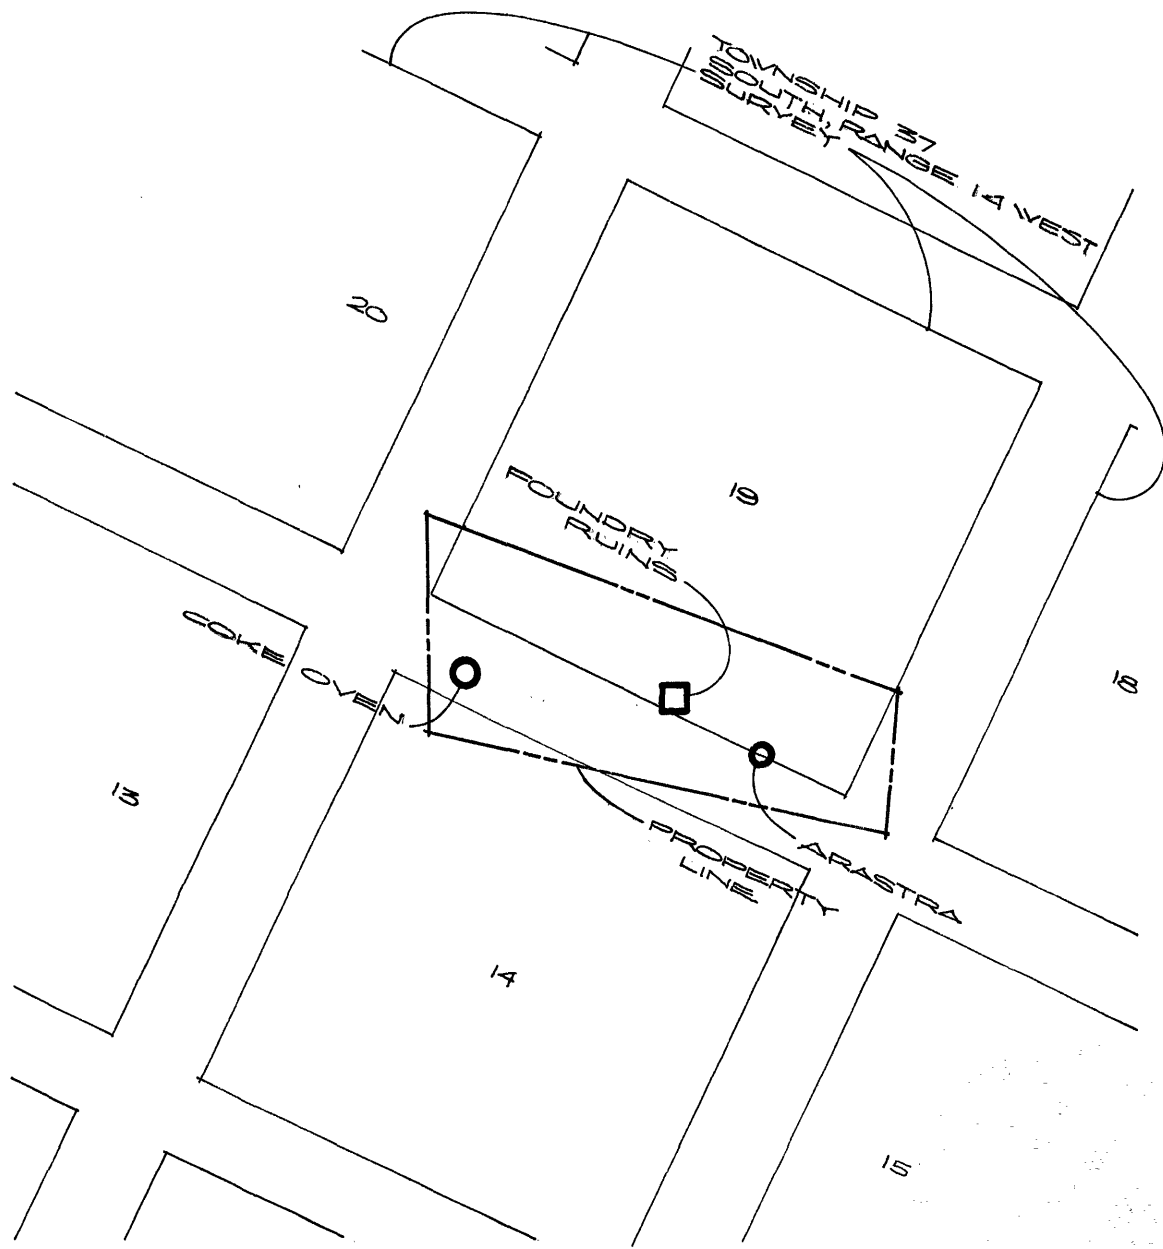 TOWNSHIP 37
SOUTH, RANGE 14 WEST
SURVEY
20
19
FOUNDRY
RUINS
COKE OVEN
18
13
PROPERTY
LINE
ARASTRA
14
15